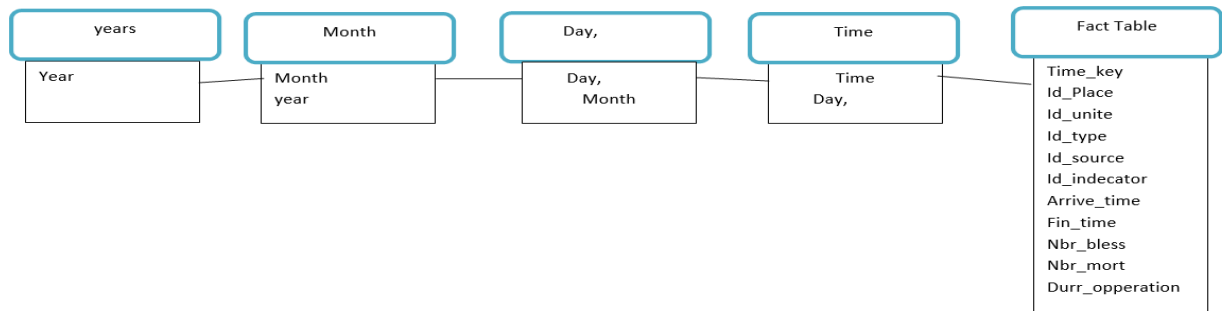 years
Year
Month
Month
year
Day,
Day,
Month
Time
Time
Day,
Fact Table
Time_key
Id_Place
Id_unite
Id_type
Id_source
Id_indecator
Arrive_time
Fin_time
Nbr_bless
Nbr_mort
Durr_opperation